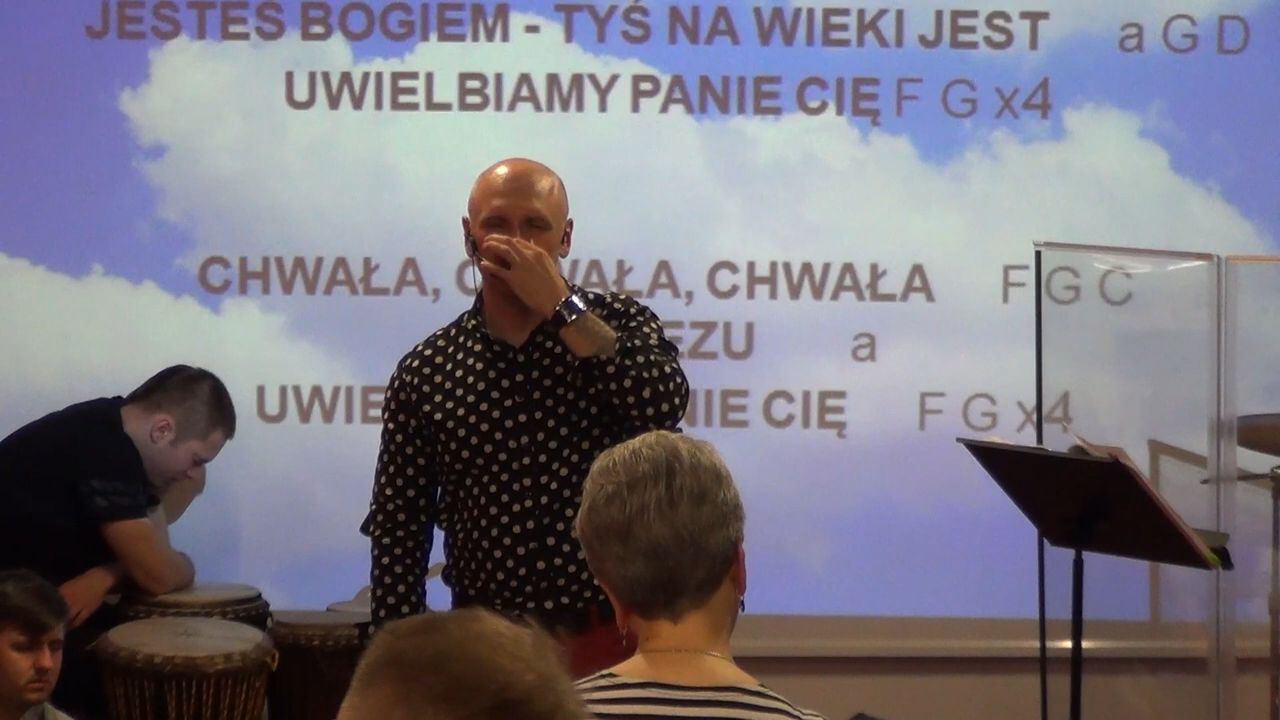 JESTEŚ BOGIEM - TYŚ NA WIEKI JEST a G D
UWIELBIAMY PANIE CIĘ F G x4
CHWAŁA, CHWAŁA, CHWAŁA F G C
EZU a
UWIE NIE CIĘ F G x4